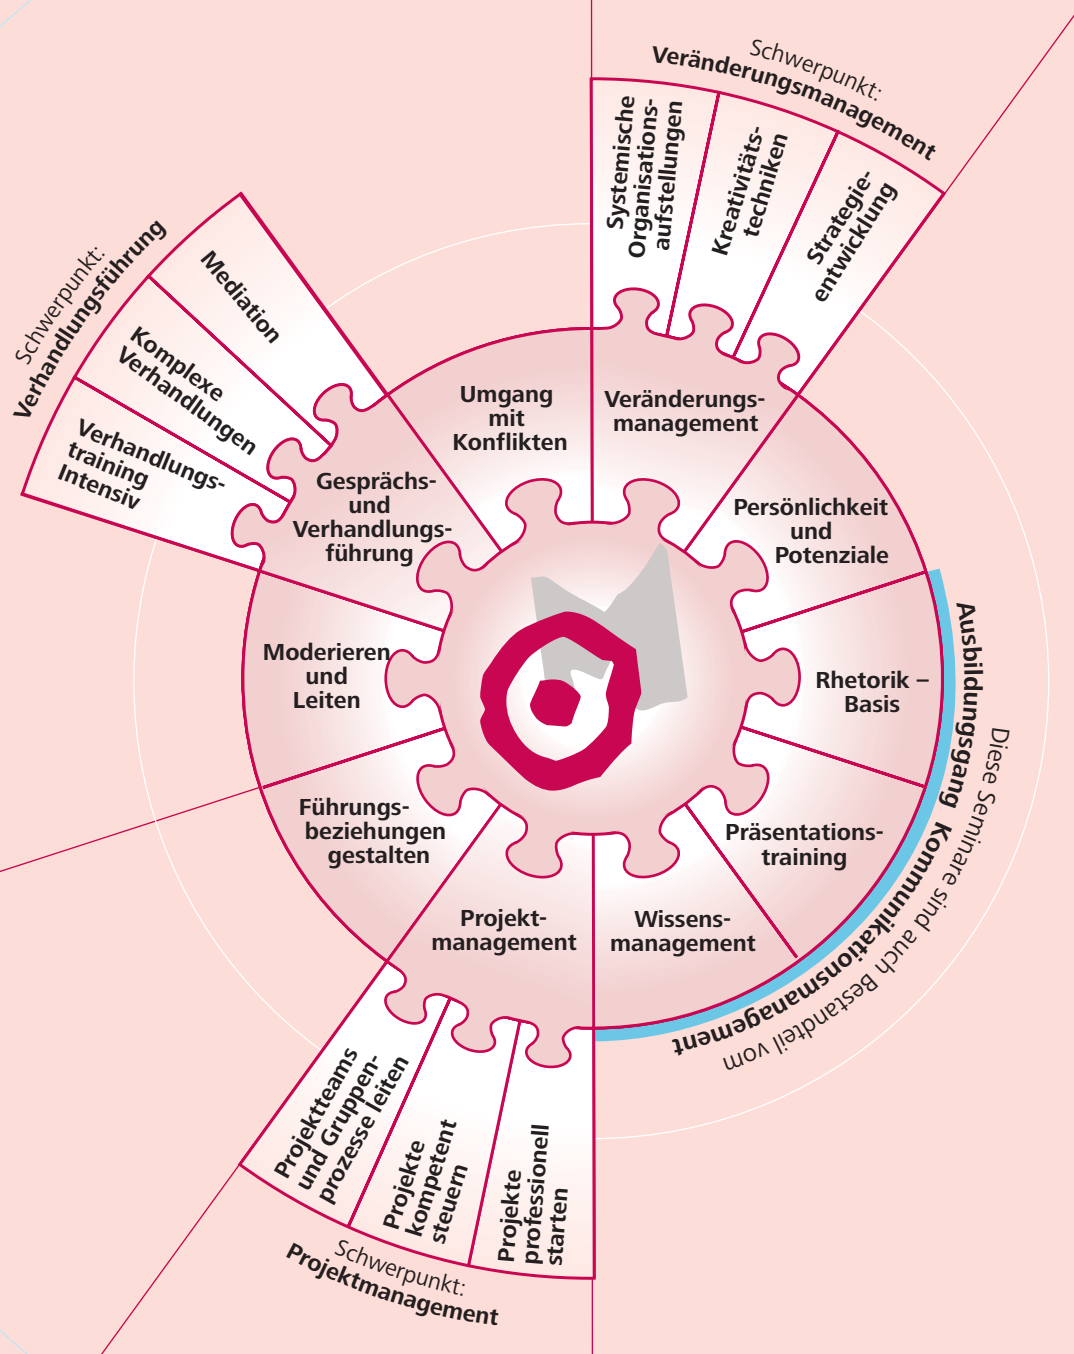 Schwerpunkt:
Veränderungsmanagement
Systemische
Organisations-
aufstellungen
Kreativitäts-
techniken
Strategie-
entwicklung
Schwerpunkt:
Verhandlungsführung
Mediation
Komplexe
Verhandlungen
Verhandlungs-
training
Intensiv
Umgang
mit
Konflikten
Veränderungs-
management
Gesprächs-
und
Verhandlungs-
führung
Persönlichkeit
und
Potenziale
Moderieren
und
Leiten
Rhetorik –
Basis
Führungs-
beziehungen
gestalten
Präsentations-
training
Projekt-
management
Wissens-
management
Diese Seminare sind auch Bestandteil vom
Ausbildungsgang Kommunikationsmanagement
Projektteams
und Gruppen-
prozesse leiten
Projekte
kompetent
steuern
Projekte
professionell
starten
Schwerpunkt:
Projektmanagement